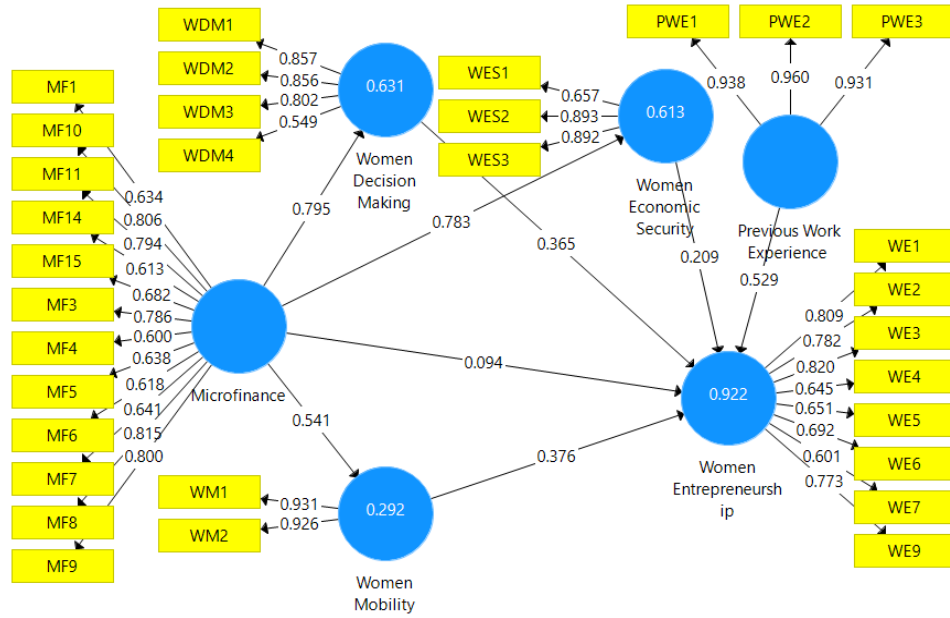 WDM1
WDM2
WDM3
WDM4
0.857
0.856
0.802
0.549
0.631
Women
Decision
Making
WES1
WES2
WES3
0.657
0.893
0.892
0.613
Women
Economic
Security
PWE1
PWE2
PWE3
0.938
0.960
0.931
Previous Work
Experience
MF1
MF10
MF11
MF14
MF15
MF3
MF4
MF5
MF6
MF7
MF8
MF9
0.634
0.806
0.794
0.613
0.682
0.786
0.600
0.638
0.618
0.641
0.815
0.800
Microfinance
0.795
0.783
0.094
0.541
0.365
0.209
0.529
0.376
WM1
WM2
0.931
0.926
0.292
Women
Mobility
0.922
Women
Entrepreneursh
ip
0.809
0.782
0.820
0.645
0.651
0.692
0.601
0.773
WE1
WE2
WE3
WE4
WE5
WE6
WE7
WE9